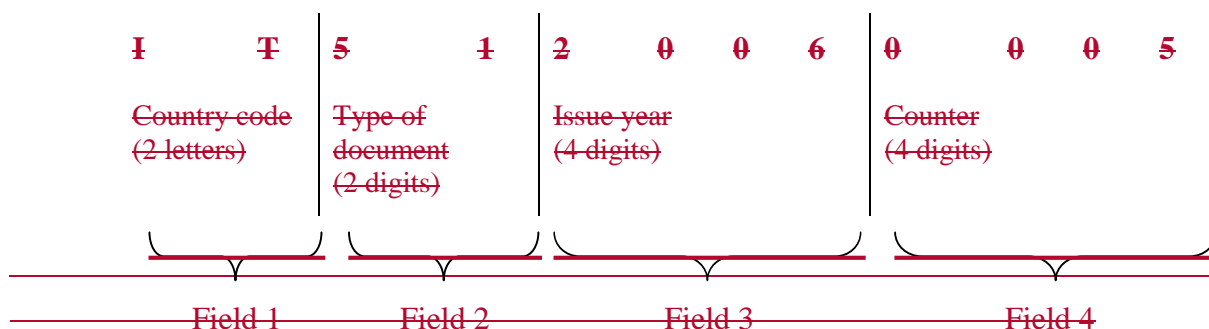 I T 5 1 2 0 0 6 0 0 0 5
Country code Type of Issue year Counter
(2 letters) document (4 digits) (4 digits)
(2 digits)
Field 1 Field 2 Field 3 Field 4